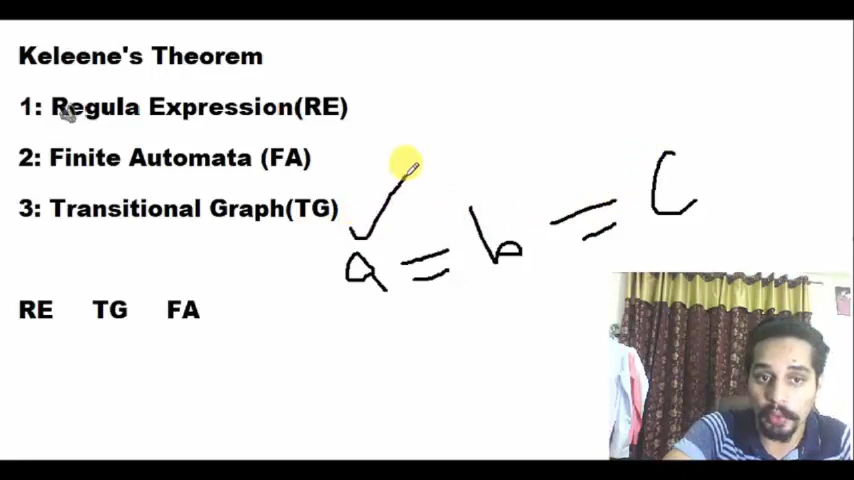 Keleene's Theorem
1: Regula Expression(RE)
2: Finite Automata (FA)
3: Transitional Graph(TG)
a = b = C
RE TG FA